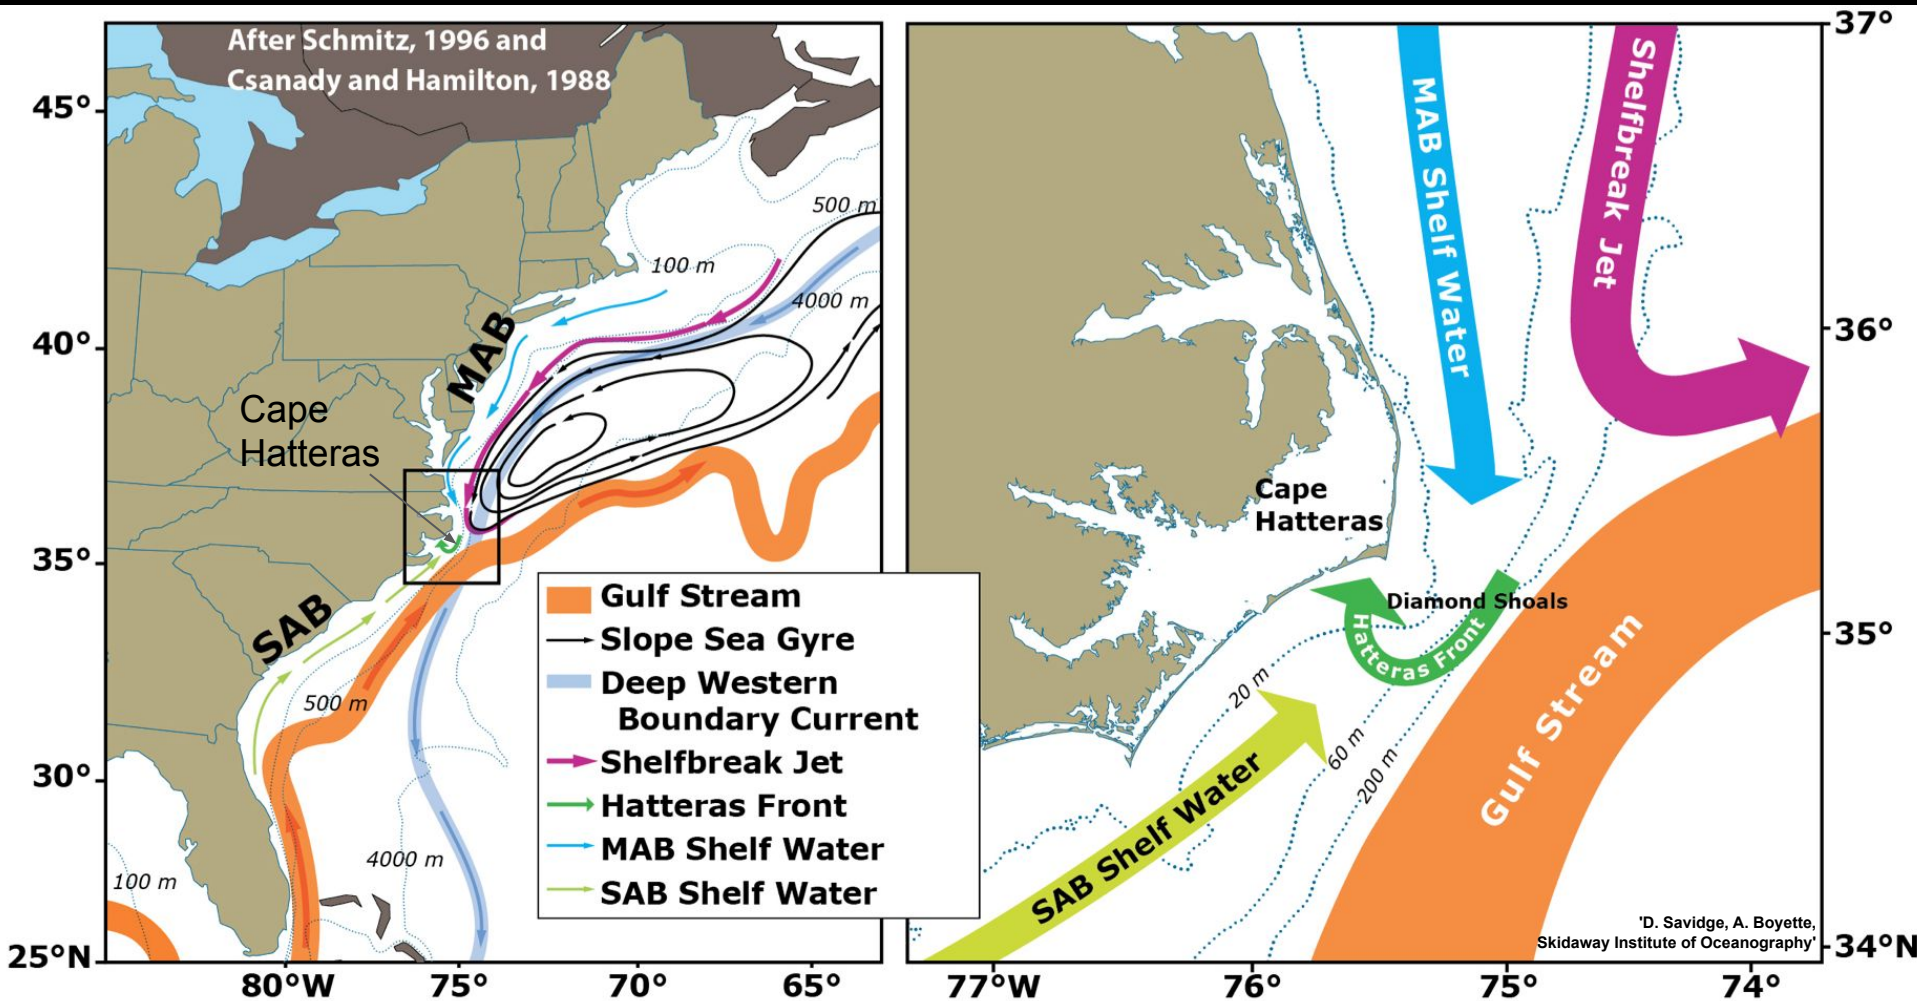 After Schmitz, 1996 and
Csanady and Hamilton, 1988
45°
40°
35°
30°
25°N
80°W
75°
70°
65°
500 m
100 m
4000 m
MAB
Cape
Hatteras
SAB
500 m
4000 m
100 m
Gulf Stream
Slope Sea Gyre
Deep Western
Boundary Current
Shelfbreak Jet
Hatteras Front
MAB Shelf Water
SAB Shelf Water
37°
36°
35°
34°N
77°W
76°
75°
74°
MAB Shelf Water
Shelfbreak Jet
Cape
Hatteras
Diamond Shoals
Hatteras Front
20 m
60 m
200 m
SAB Shelf Water
Gulf Stream
'D. Savidge, A. Boyette,
Skidaway Institute of Oceanography'